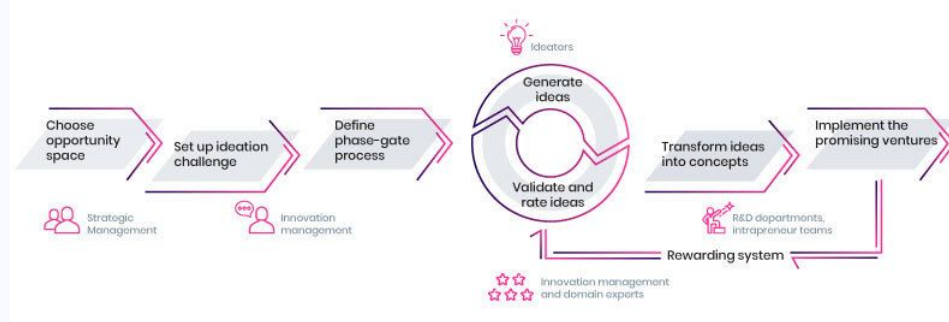 Ideators
Generate
ideas
Choose
opportunity
space
Set up ideation
challenge
Define
phase-gate
process
Validate and
rate ideas
Transform ideas
into concepts
Implement the
promising ventures
Strategic
Management
Innovation
management
R&D departments,
intrapreneur teams
Rewarding system
Innovation management
and domain experts